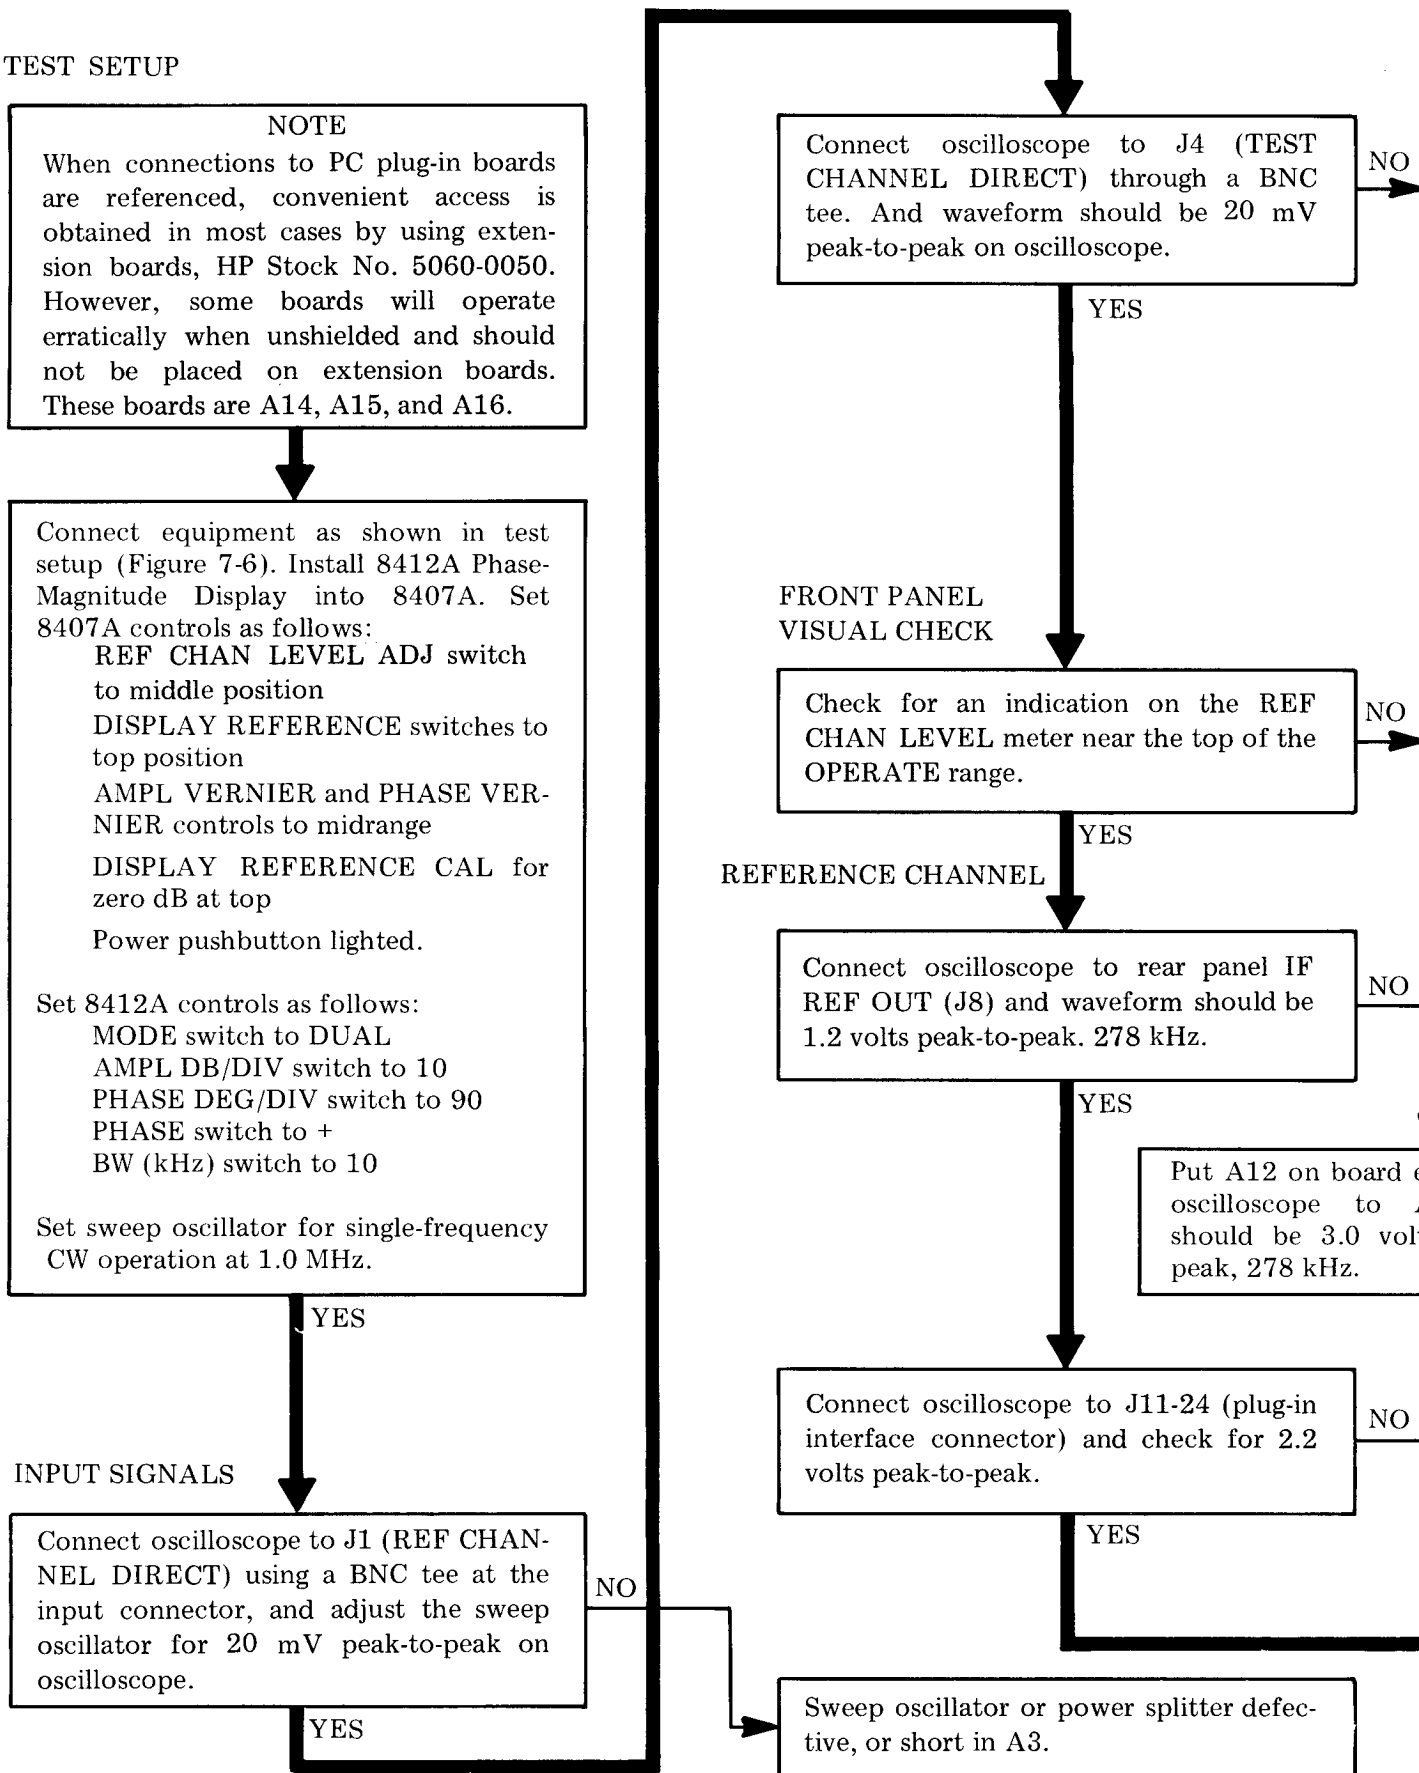 TEST SETUP
NOTE
When connections to PC plug-in boards
are referenced, convenient access is
obtained in most cases by using exten-
sion boards, HP Stock No. 5060-0050.
However, some boards will operate
erratically when unshielded and should
not be placed on extension boards.
These boards are A14, A15, and A16.
Connect equipment as shown in test
setup (Figure 7-6). Install 8412A Phase-
Magnitude Display into 8407A. Set
8407A controls as follows:
REF CHAN LEVEL ADJ switch
to middle position
DISPLAY REFERENCE switches to
top position
AMPL VERNIER and PHASE VER-
NIER controls to midrange
DISPLAY REFERENCE CAL for
zero dB at top
Power pushbutton lighted.
Set 8412A controls as follows:
MODE switch to DUAL
AMPL DB/DIV switch to 10
PHASE DEG/DIV switch to 90
PHASE switch to +
BW (kHz) switch to 10
Set sweep oscillator for single-frequency
CW operation at 1.0 MHz.
YES
INPUT SIGNALS
Connect oscilloscope to J1 (REF CHAN-
NEL DIRECT) using a BNC tee at the
input connector, and adjust the sweep
oscillator for 20 mV peak-to-peak on
oscilloscope.
NO
YES
Connect oscilloscope to J4 (TEST
CHANNEL DIRECT) through a BNC
tee. And waveform should be 20 mV
peak-to-peak on oscilloscope.
NO
YES
FRONT PANEL
VISUAL CHECK
Check for an indication on the REF
CHAN LEVEL meter near the top of the
OPERATE range.
NO
YES
REFERENCE CHANNEL
Connect oscilloscope to rear panel IF
REF OUT (J8) and waveform should be
1.2 volts peak-to-peak. 278 kHz.
NO
YES
Put A12 on board
oscilloscope to
should be 3.0
peak, 278 kHz.
Connect oscilloscope to J11-24 (plug-in
interface connector) and check for 2.2
volts peak-to-peak.
NO
YES
Sweep oscillator or power splitter defec-
tive, or short in A3.